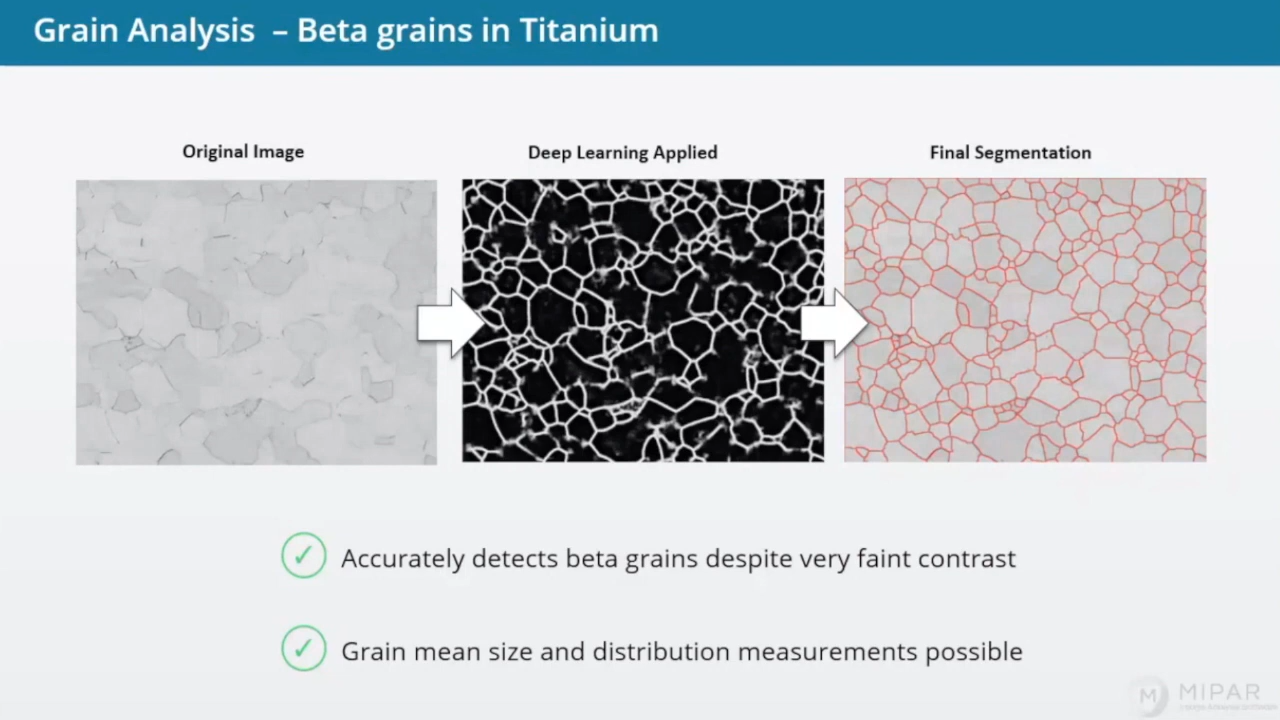 Grain Analysis – Beta grains in Titanium
Original Image
Deep Learning Applied
Final Segmentation
Accurately detects beta grains despite very faint contrast
Grain mean size and distribution measurements possible
M MIPAR